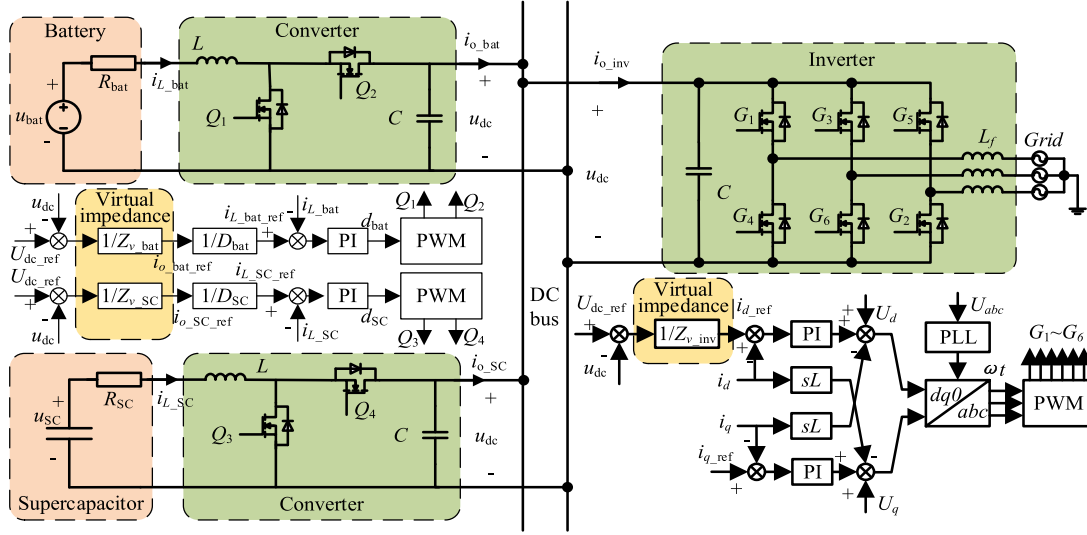 Battery
R_bat
i_L_bat
+
u_bat
-
Converter
L
Q_1
Q_2
C
i_o_bat
+
u_dc
-
u_dc
-
+
U_dc_ref
Virtual
impedance
1/Z_v_bat
i_o_bat_ref
1/D_bat
i_L_bat_ref
+
-
i_L_bat
PI
d_bat
PWM
Q_1
Q_2
U_dc_ref
+
-
u_dc
1/Z_v_SC
i_o_SC_ref
1/D_SC
i_L_SC_ref
+
-
i_L_SC
PI
d_SC
PWM
Q_3
Q_4
R_SC
i_L_SC
+
u_SC
-
Supercapacitor
L
Q_3
Q_4
C
Converter
i_o_SC
+
u_dc
-
DC
bus
i_o_inv
+
u_dc
-
Inverter
C
G_1
G_3
G_5
G_4
G_6
G_2
L_f
Grid
U_dc_ref
+
-
u_dc
Virtual
impedance
1/Z_v_inv
i_d_ref
+
-
PI
+
+
-
U_d
i_d
sL
i_q
sL
i_q_ref
+
-
PI
+
-
+
U_q
U_abc
PLL
ωt
dq0
abc
G_1~G_6
PWM